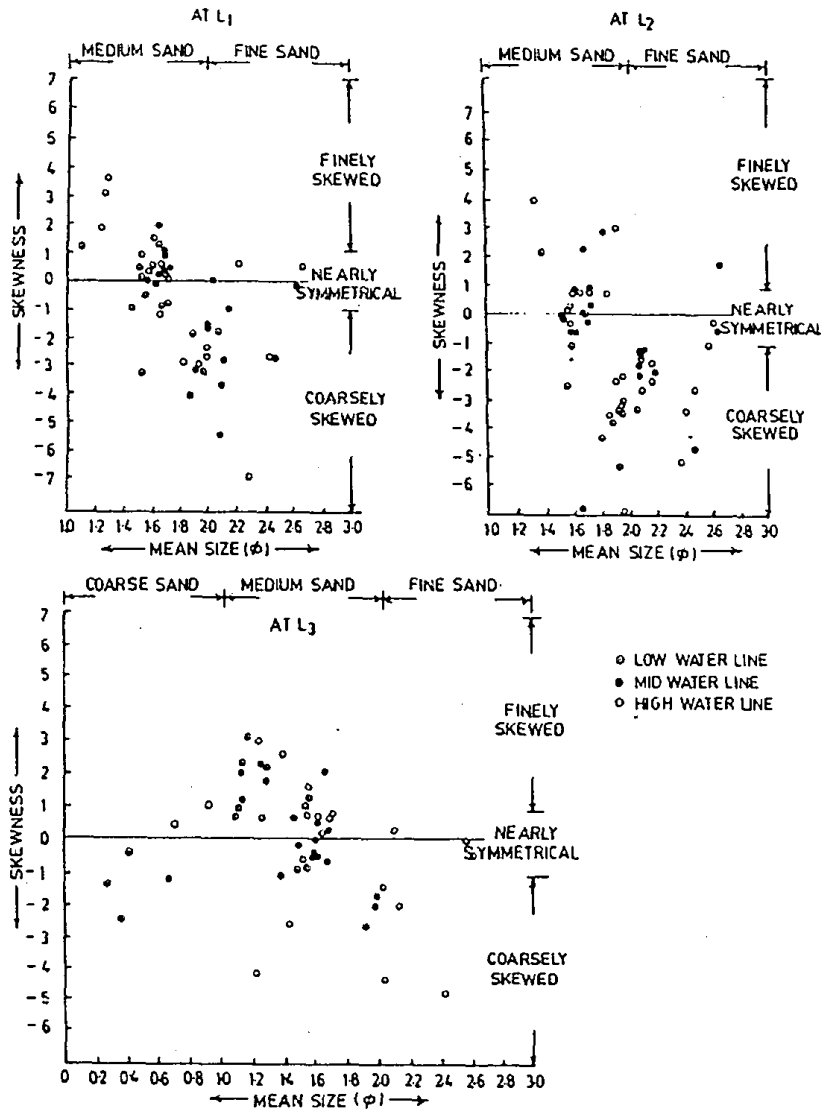 AT L1
MEDIUM SAND FINE SAND
7
6
5
4
3
2
1
0
-1
-2
-3
-4
-5
-6
-7
SKEWNESS
FINELY SKEWED
NEARLY SYMMETRICAL
COARSELY SKEWED
1.0 1.2 1.4 1.6 1.8 2.0 2.2 2.4 2.6 2.8 3.0
MEAN SIZE (ϕ)
AT L2
MEDIUM SAND FINE SAND
8
7
6
5
4
3
2
1
0
-1
-2
-3
-4
-5
-6
SKEWNESS
FINELY SKEWED
NEARLY SYMMETRICAL
COARSELY SKEWED
1.0 1.2 1.4 1.6 1.8 2.0 2.2 2.4 2.6 2.8 3.0
MEAN SIZE (ϕ)
COARSE SAND MEDIUM SAND FINE SAND
AT L3
7
6
5
4
3
2
1
0
-1
-2
-3
-4
-5
-6
SKEWNESS
FINELY SKEWED
NEARLY SYMMETRICAL
COARSELY SKEWED
0 0.2 0.4 0.6 0.8 1.0 1.2 1.4 1.6 1.8 2.0 2.2 2.4 2.6 2.8 3.0
MEAN SIZE (ϕ)
LOW WATER LINE
MID WATER LINE
HIGH WATER LINE